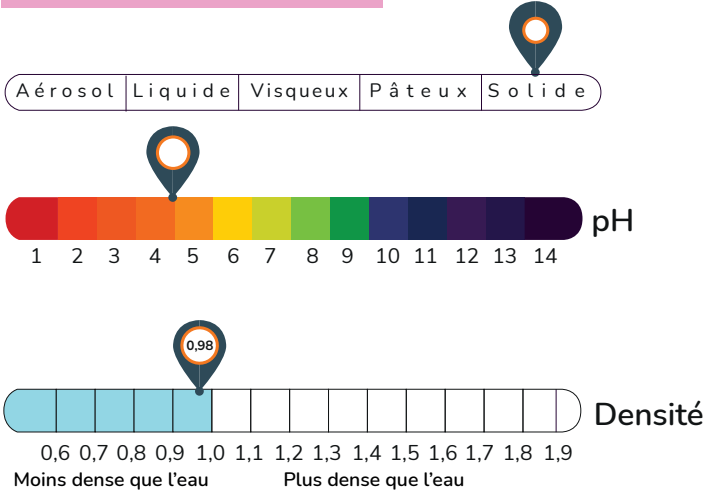 Aérosol Liquide Visqueux Pâteux Solide
pH
1 2 3 4 5 6 7 8 9 10 11 12 13 14
0,98
Densité
0,6 0,7 0,8 0,9 1,0 1,1 1,2 1,3 1,4 1,5 1,6 1,7 1,8 1,9
Moins dense que l’eau Plus dense que l’eau